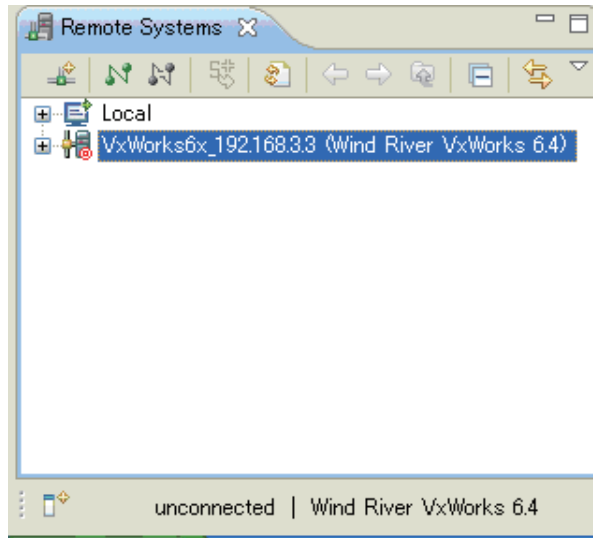 Remote Systems
Local
VxWorks6x_192.168.3.3 (Wind River VxWorks 6.4)
unconnected | Wind River VxWorks 6.4